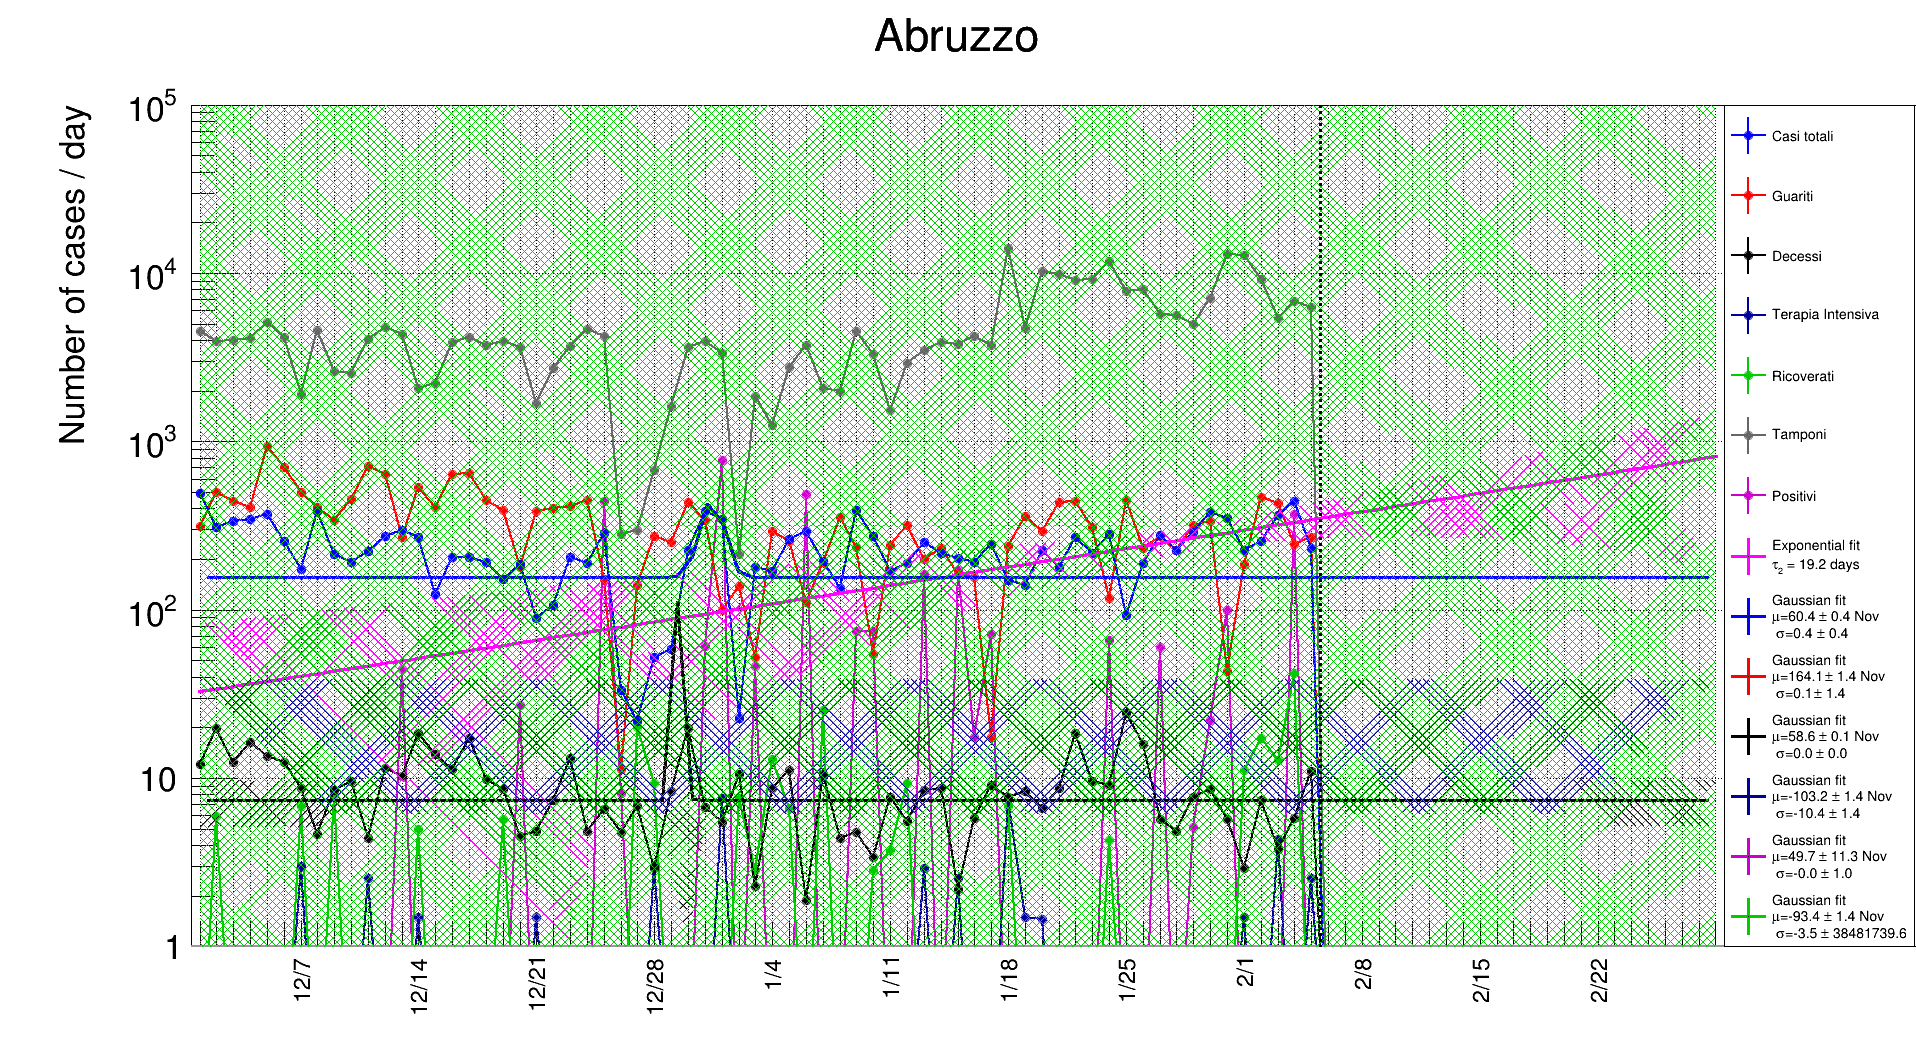 Abruzzo
Number of cases / day
10^5
10^4
10^3
10^2
10
1
12/7
12/14
12/21
12/28
1/4
1/11
1/18
1/25
2/1
2/8
2/15
2/22
Casi totali
Guariti
Decessi
Terapia Intensiva
Ricoverati
Tamponi
Positivi
Exponential fit
τ₂ = 19.2 days
Gaussian fit
μ=60.4 ± 0.4 Nov
σ=0.4 ± 0.4
Gaussian fit
μ=164.1 ± 1.4 Nov
σ=0.1 ± 1.4
Gaussian fit
μ=58.6 ± 0.1 Nov
σ=0.0 ± 0.0
Gaussian fit
μ=-103.2 ± 1.4 Nov
σ=-10.4 ± 1.4
Gaussian fit
μ=49.7 ± 11.3 Nov
σ=-0.0 ± 1.0
Gaussian fit
μ=-93.4 ± 1.4 Nov
σ=-3.5 ± 38481739.6